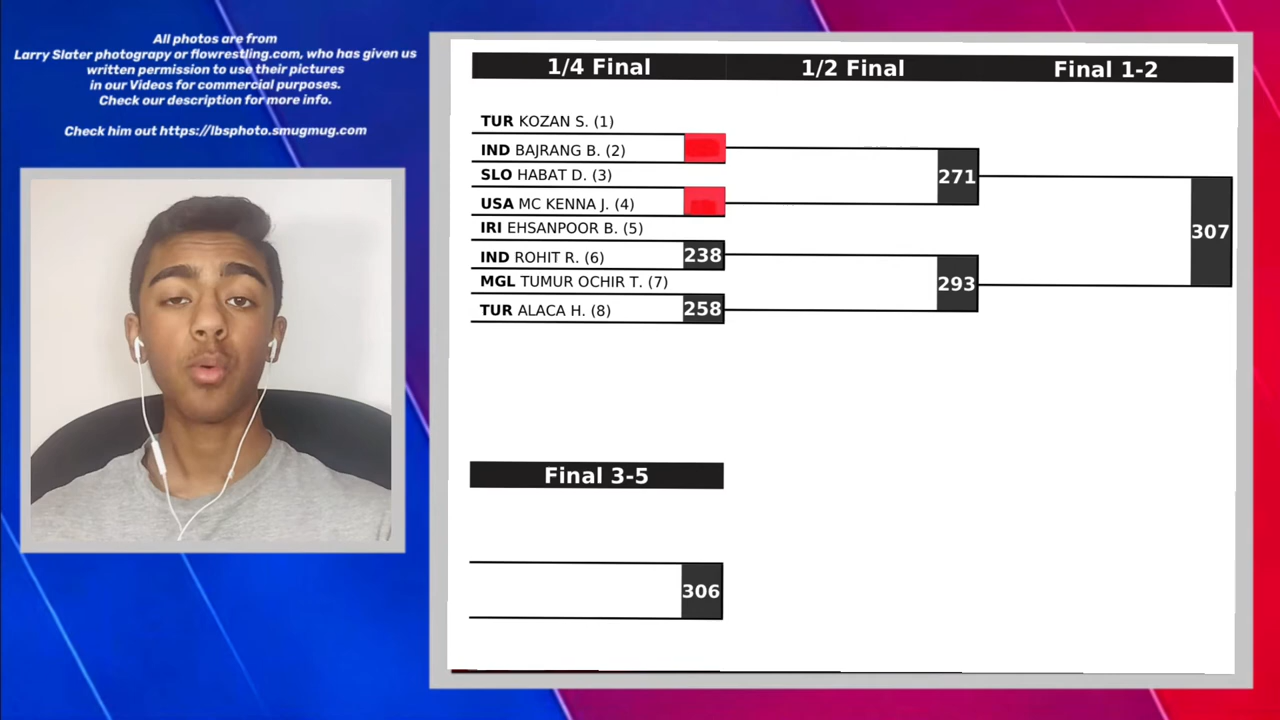 All photos are from
Larry Slater photograpy or flowrestling.com, who has given us
written permission to use their pictures
in our Videos for commercial purposes.
Check our description for more info.
Check him out https://lbsphoto.smugmug.com
1/4 Final 1/2 Final Final 1-2
TUR KOZAN S. (1)
IND BAJRANG B. (2)
SLO HABAT D. (3)
271
USA MC KENNA J. (4)
IRI EHSANPOOR B. (5)
307
IND ROHIT R. (6) 238
MGL TUMUR OCHIR T. (7)
293
TUR ALACA H. (8) 258
Final 3-5
306